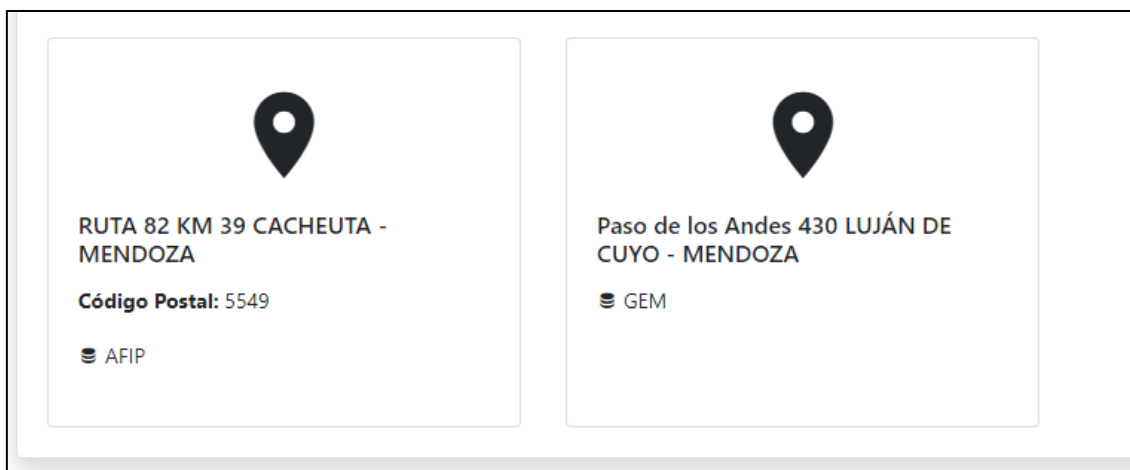 RUTA 82 KM 39 CACHEUTA -
MENDOZA
Código Postal: 5549
AFIP
Paso de los Andes 430 LUJÁN DE
CUYO - MENDOZA
GEM